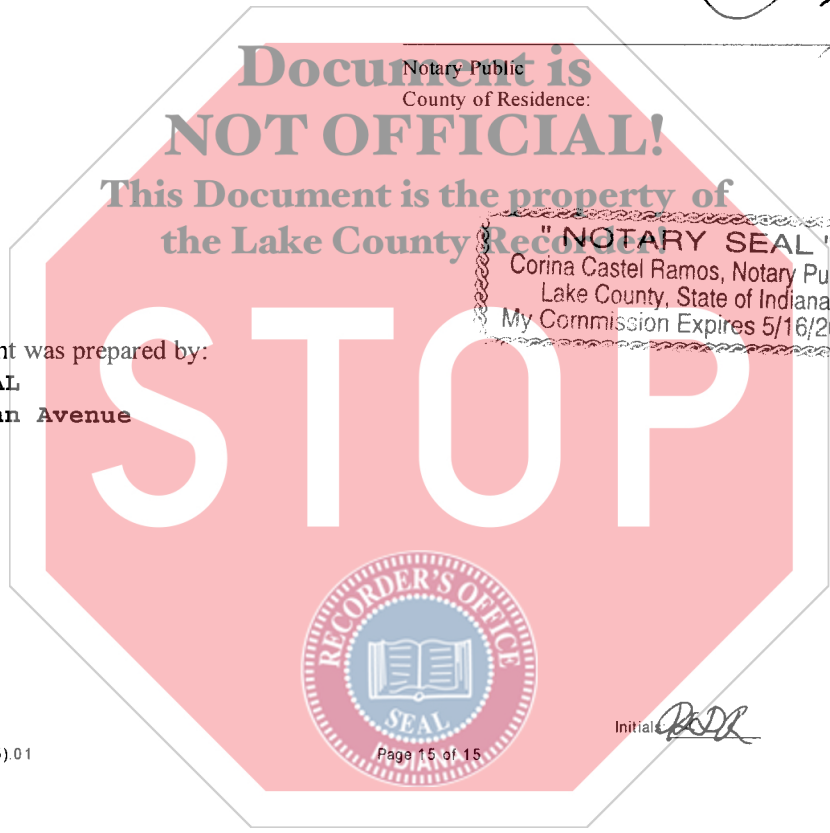 Document is
Notary Public
County of Residence:
NOT OFFICIAL!
This Document is the property of
the Lake County Recorder!
" NOTARY SEAL "
Corina Castel Ramos, Notary Pu
Lake County, State of Indiana
My Commission Expires 5/16/2
nt was prepared by:
AL
an Avenue
STOP
RECORDER'S OFFICE
SEAL
INDIANA
Initials:
).01
Page 15 of 15